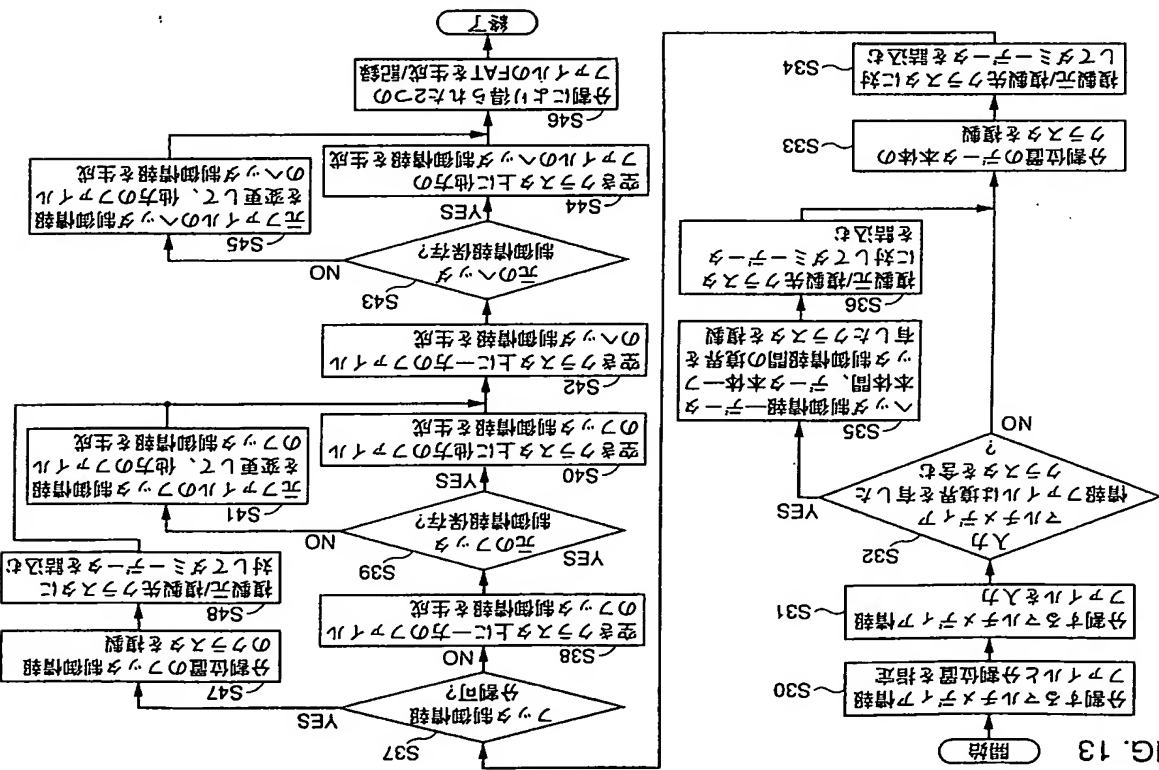 IG. 13
開始
S30
分割するマルチメディア情報
ファイルと分割位置を指定
S31
分割するマルチメディア情報
ファイルを入力
S32
入力
マルチメディア
情報ファイルは境界を有した
クラスタを含む
?
YES
NO
S35
ヘッダ制御情報―データ
本体間、データ本体―フ
ッタ制御情報間の境界を
有したクラスタを複製
S36
複製元/複製先クラスタ
に対してダミーデータ
を詰込む
S33
分割位置のデータ本体の
クラスタを複製
S34
複製元/複製先クラスタに対
してダミーデータを詰込む
S37
フッタ制御情報
分割可?
YES
NO
S47
分割位置のフッタ制御情報
のクラスタを複製
S48
複製元/複製先クラスタに
対してダミーデータを詰込む
S38
空きクラスタ上に一方のファイル
のフッタ制御情報を生成
S39
元のフッタ
制御情報保存?
YES
YES
NO
S40
空きクラスタ上に他方のファイル
のフッタ制御情報を生成
S41
元ファイルのフッタ制御情報
を変更して、他方のファイル
のフッタ制御情報を生成
S42
空きクラスタ上に一方のファイル
のヘッダ制御情報を生成
S43
元のヘッダ
制御情報保存?
YES
NO
S44
空きクラスタ上に他方の
ファイルのヘッダ制御情報を生成
S45
元ファイルのヘッダ制御情報
を変更して、他方のファイル
のヘッダ制御情報を生成
S46
分割により得られた2つの
ファイルのFATを生成/記録
終了